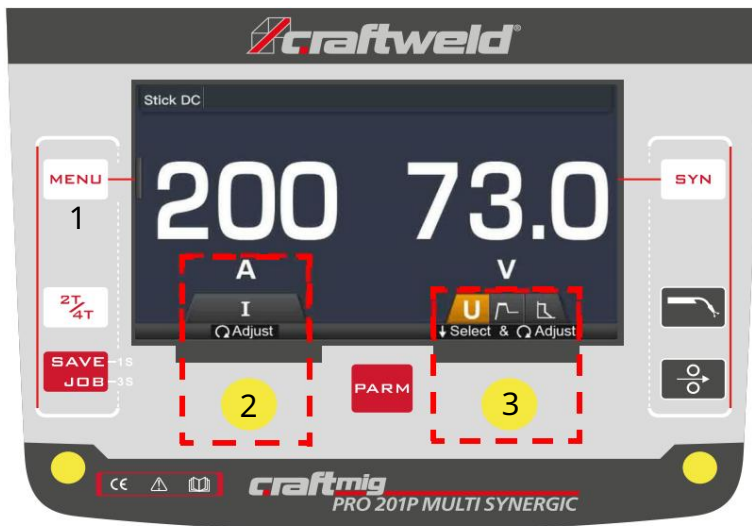 craftweld
Stick DC
MENU
SYN
200
73.0
1
A
V
I
U
Adjust
Select & Adjust
2T/4T
SAVE 1S
JOB 3S
PARM
2
3
CE
craftmig
PRO 201P MULTI SYNERGIC